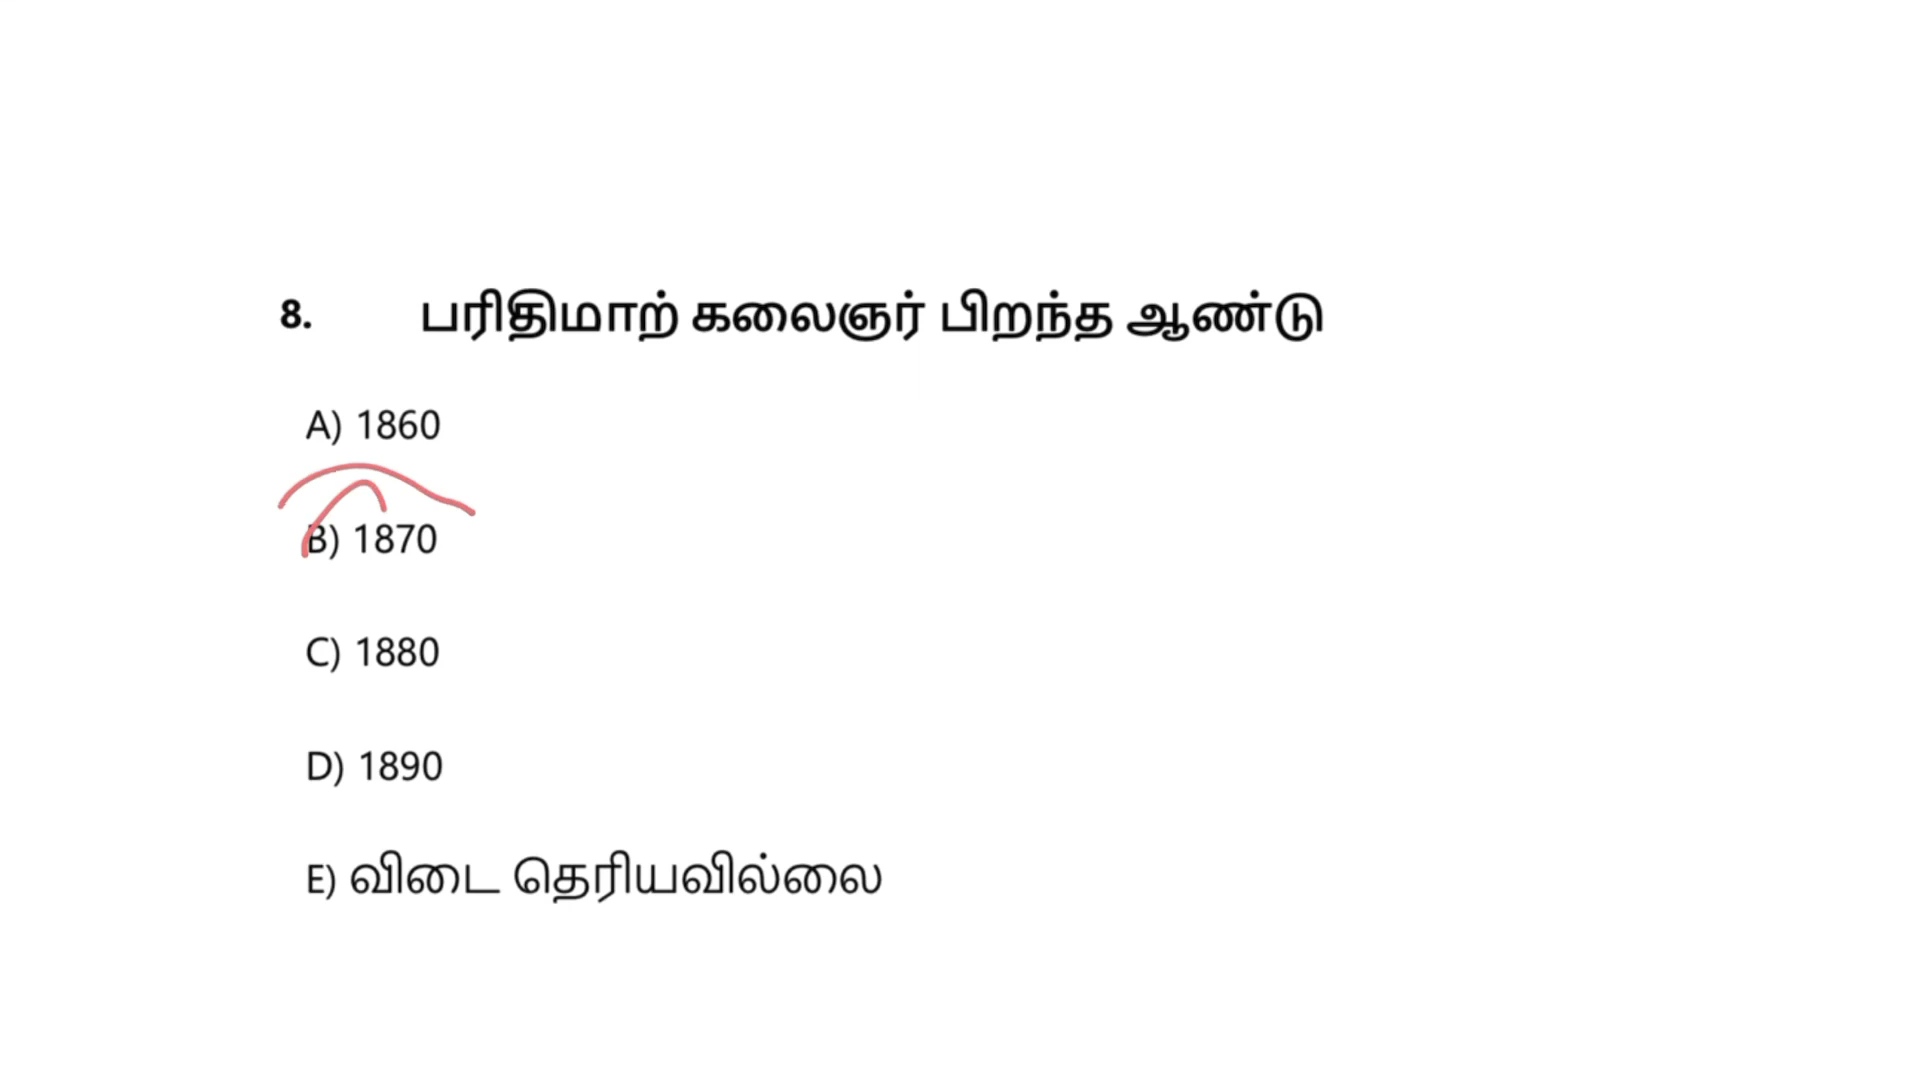 8. பரிதிமாற் கலைஞர் பிறந்த ஆண்டு
A) 1860
B) 1870
C) 1880
D) 1890
E) விடை தெரியவில்லை